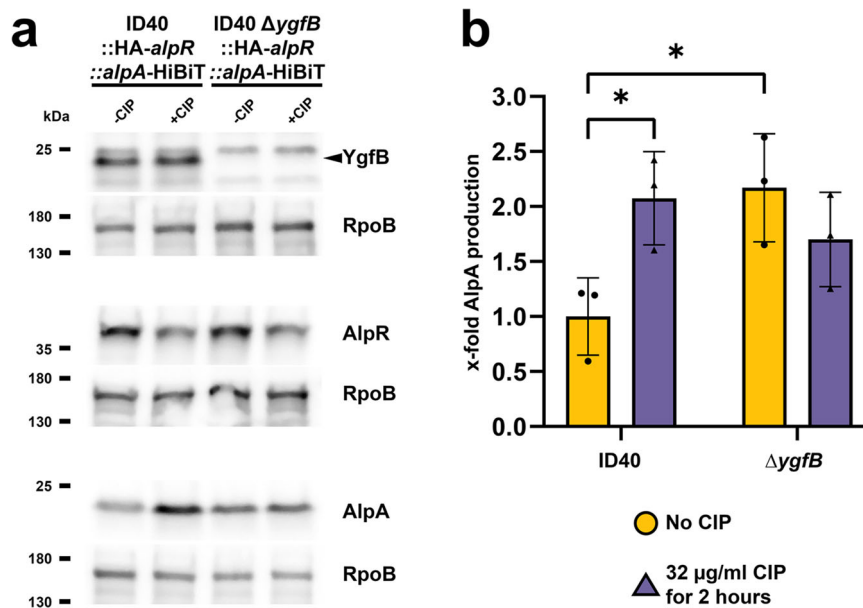 a
ID40
::HA-alpR
::alpA-HiBiT
ID40 ΔygfB
::HA-alpR
::alpA-HiBiT
kDa
-CIP
+CIP
-CIP
+CIP
25
YgfB
180
RpoB
130
AlpR
35
180
RpoB
130
25
AlpA
180
RpoB
130
b
x-fold AlpA production
3.0
2.5
2.0
1.5
1.0
0.5
0.0
*
*
ID40
ΔygfB
No CIP
32 µg/ml CIP
for 2 hours